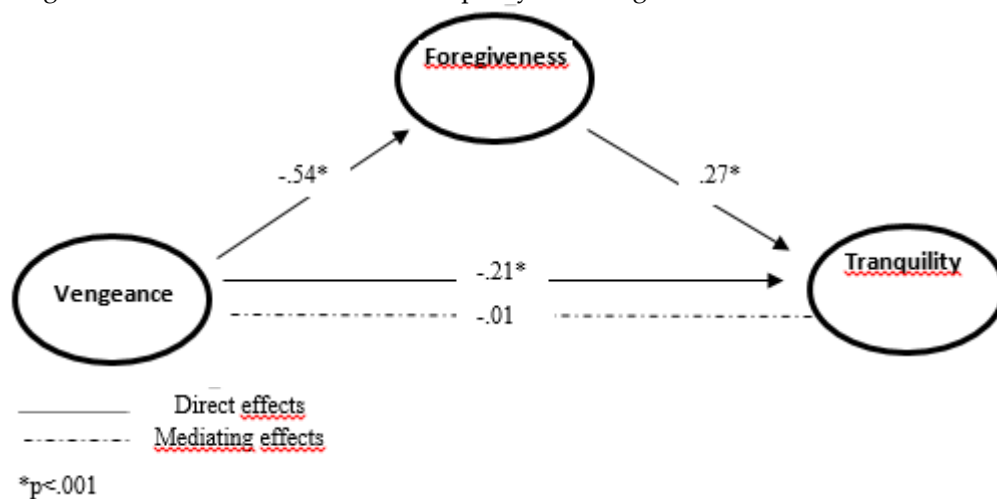 Foregiveness
-.54*
.27*
-.21*
Tranquility
Vengeance
-.01
Direct effects
Mediating effects
*p<.001